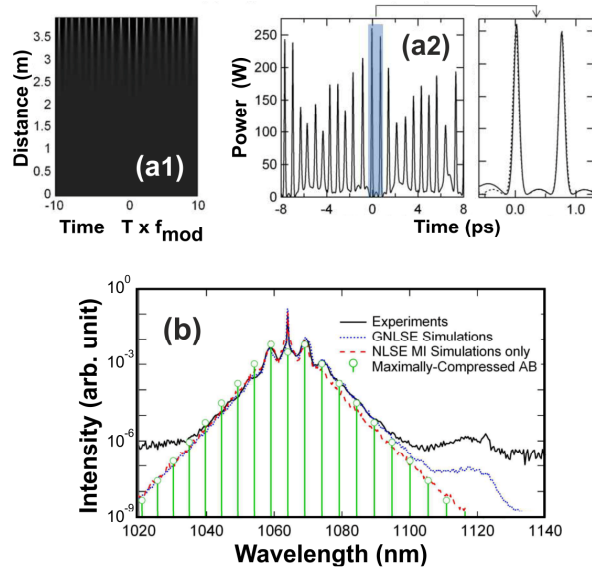 4
3.5
3
2.5
2
1.5
1
0.5
0
Distance (m)
(a1)
-10
0
10
Time T x fmod
250
200
150
100
50
0
Power (W)
(a2)
-8
-4
0
4
8
0.0
1.0
Time (ps)
10^0
10^-3
10^-6
10^-9
Intensity (arb. unit)
(b)
Experiments
GNLSE Simulations
NLSE MI Simulations only
Maximally-Compressed AB
1020
1040
1060
1080
1100
1120
1140
Wavelength (nm)